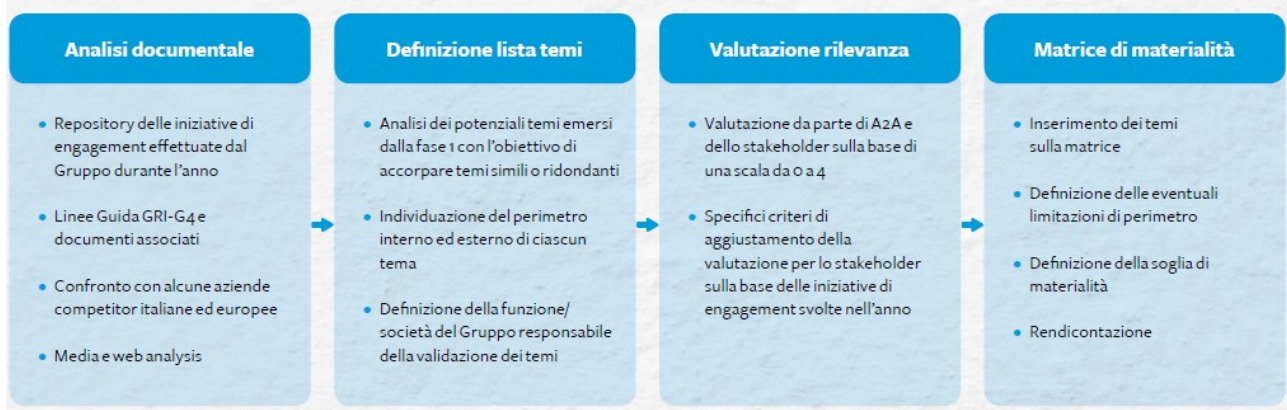 Analisi documentale
• Repository delle iniziative di
engagement effettuate dal
Gruppo durante l'anno
• Linee Guida GRI-G4 e
documenti associati
• Confronto con alcune aziende
competitor italiane ed europee
• Media e web analysis
Definizione lista temi
• Analisi dei potenziali temi emersi
dalla fase 1 con l'obiettivo di
accorpare temi simili o ridondanti
• Individuazione del perimetro
interno ed esterno di ciascun
tema
• Definizione della funzione/
società del Gruppo responsabile
della validazione dei temi
Valutazione rilevanza
• Valutazione da parte di A2A e
dello stakeholder sulla base di
una scala da 0 a 4
• Specifici criteri di
aggiustamento della
valutazione per lo stakeholder
sulla base delle iniziative di
engagement svolte nell'anno
Matrice di materialità
• Inserimento dei temi
sulla matrice
• Definizione delle eventuali
limitazioni di perimetro
• Definizione della soglia di
materialità
• Rendicontazione